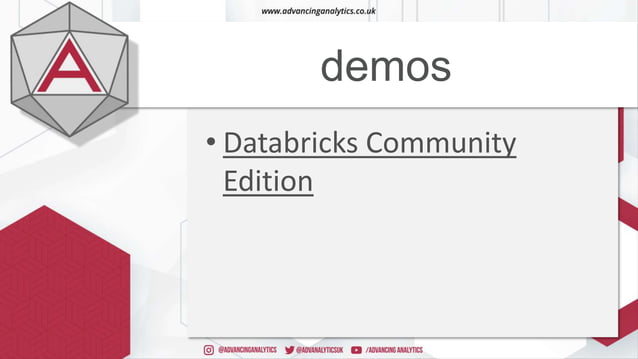 www.advancinganalytics.co.uk
A
demos
• Databricks Community
Edition
@ADVANCINGANALYTICS @ADVANALYTICSUK /ADVANCING ANALYTICS